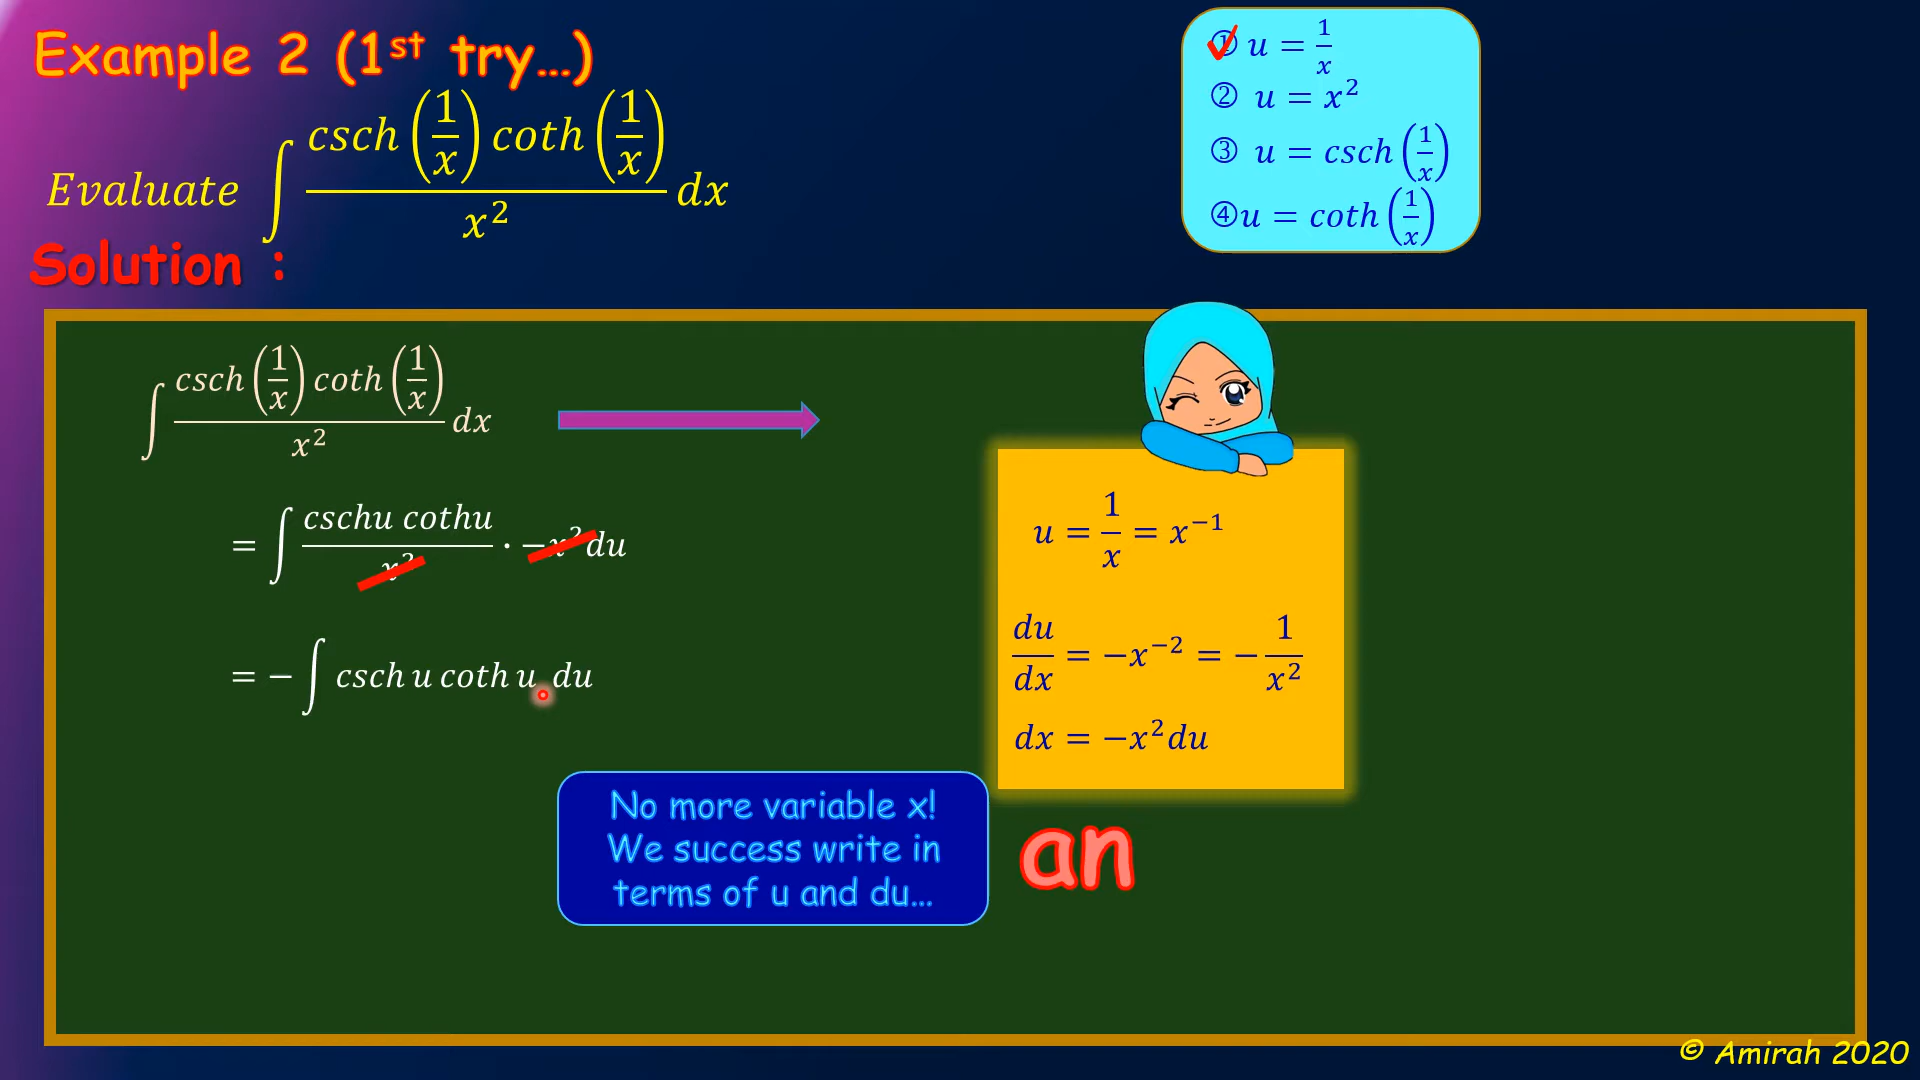 Example 2 (1st try...)
Evaluate ∫ csch(1/x) coth(1/x) / x² dx
Solution :
① u = 1/x
② u = x²
③ u = csch(1/x)
④ u = coth(1/x)
∫ csch(1/x) coth(1/x) / x² dx
= ∫ cschu cothu / x² · −x² du
= − ∫ csch u coth u du
u = 1/x = x⁻¹
du/dx = −x⁻² = −1/x²
dx = −x²du
No more variable x!
We success write in
terms of u and du...
an
© Amirah 2020